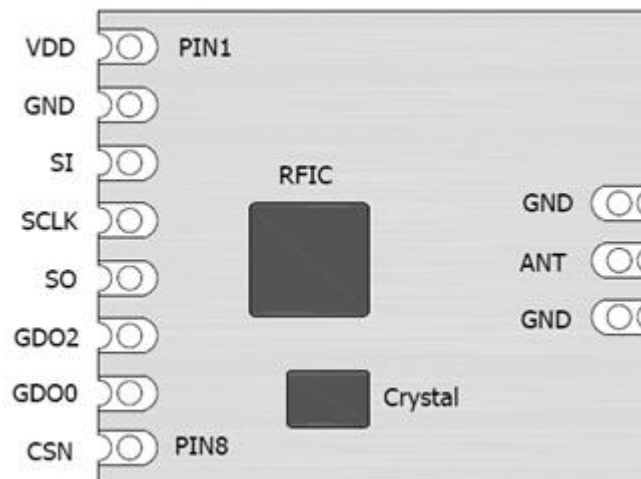 VDD PIN1
GND
SI
RFIC
SCLK
GND
SO
ANT
GND
GDO2
GDO0
Crystal
CSN PIN8